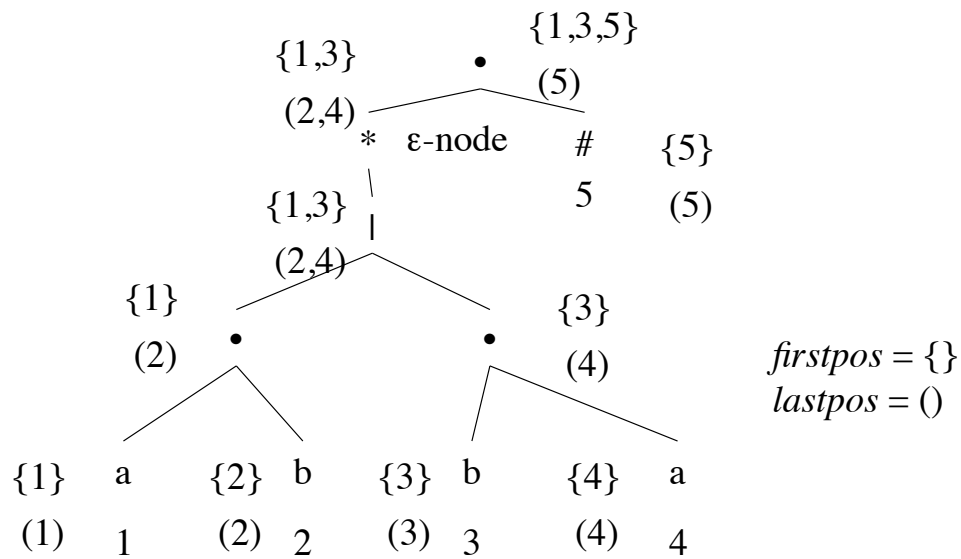 {1,3} • {1,3,5}
(2,4) (5)
* ε-node # {5}
5 (5)
{1,3}
|
(2,4)
{1} {3}
(2) • • (4)
firstpos = {}
lastpos = ()
{1} a {2} b {3} b {4} a
(1) 1 (2) 2 (3) 3 (4) 4